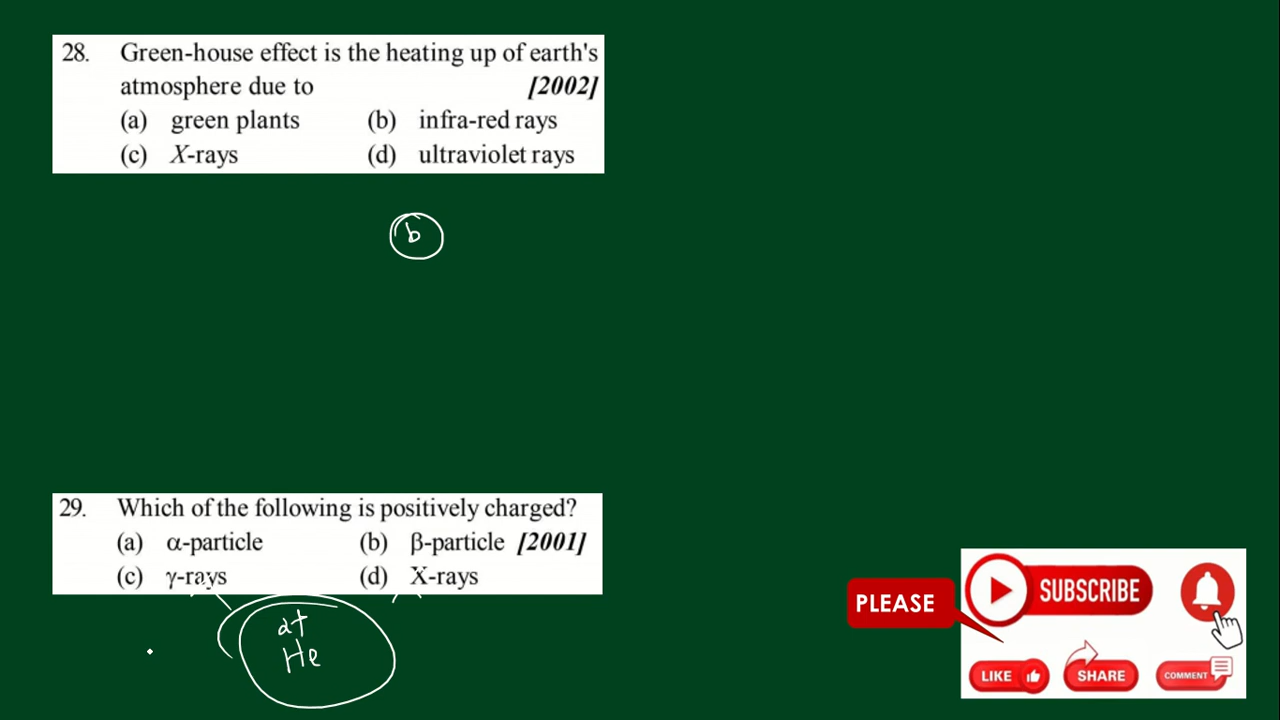 28. Green-house effect is the heating up of earth's
atmosphere due to [2002]
(a) green plants (b) infra-red rays
(c) X-rays (d) ultraviolet rays
b
29. Which of the following is positively charged?
(a) α-particle (b) β-particle [2001]
(c) γ-rays (d) X-rays
2+
He
PLEASE
SUBSCRIBE
LIKE
SHARE
COMMENT